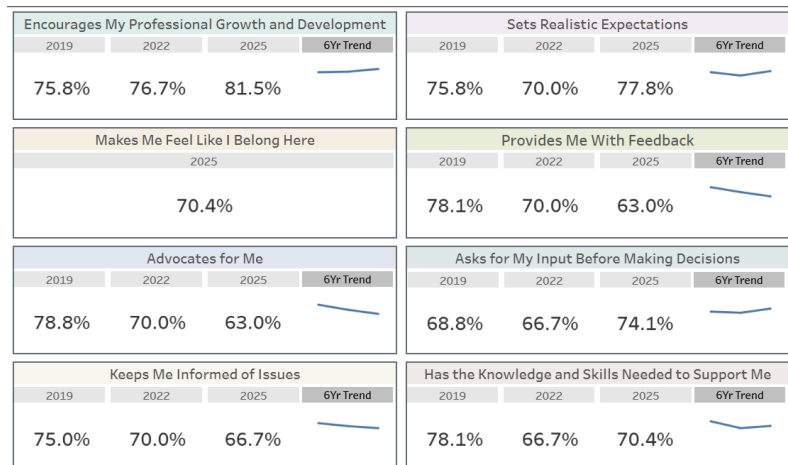 Encourages My Professional Growth and Development
2019 2022 2025 6Yr Trend
75.8% 76.7% 81.5%
Sets Realistic Expectations
2019 2022 2025 6Yr Trend
75.8% 70.0% 77.8%
Makes Me Feel Like I Belong Here
2025
70.4%
Provides Me With Feedback
2019 2022 2025 6Yr Trend
78.1% 70.0% 63.0%
Advocates for Me
2019 2022 2025 6Yr Trend
78.8% 70.0% 63.0%
Asks for My Input Before Making Decisions
2019 2022 2025 6Yr Trend
68.8% 66.7% 74.1%
Keeps Me Informed of Issues
2019 2022 2025 6Yr Trend
75.0% 70.0% 66.7%
Has the Knowledge and Skills Needed to Support Me
2019 2022 2025 6Yr Trend
78.1% 66.7% 70.4%